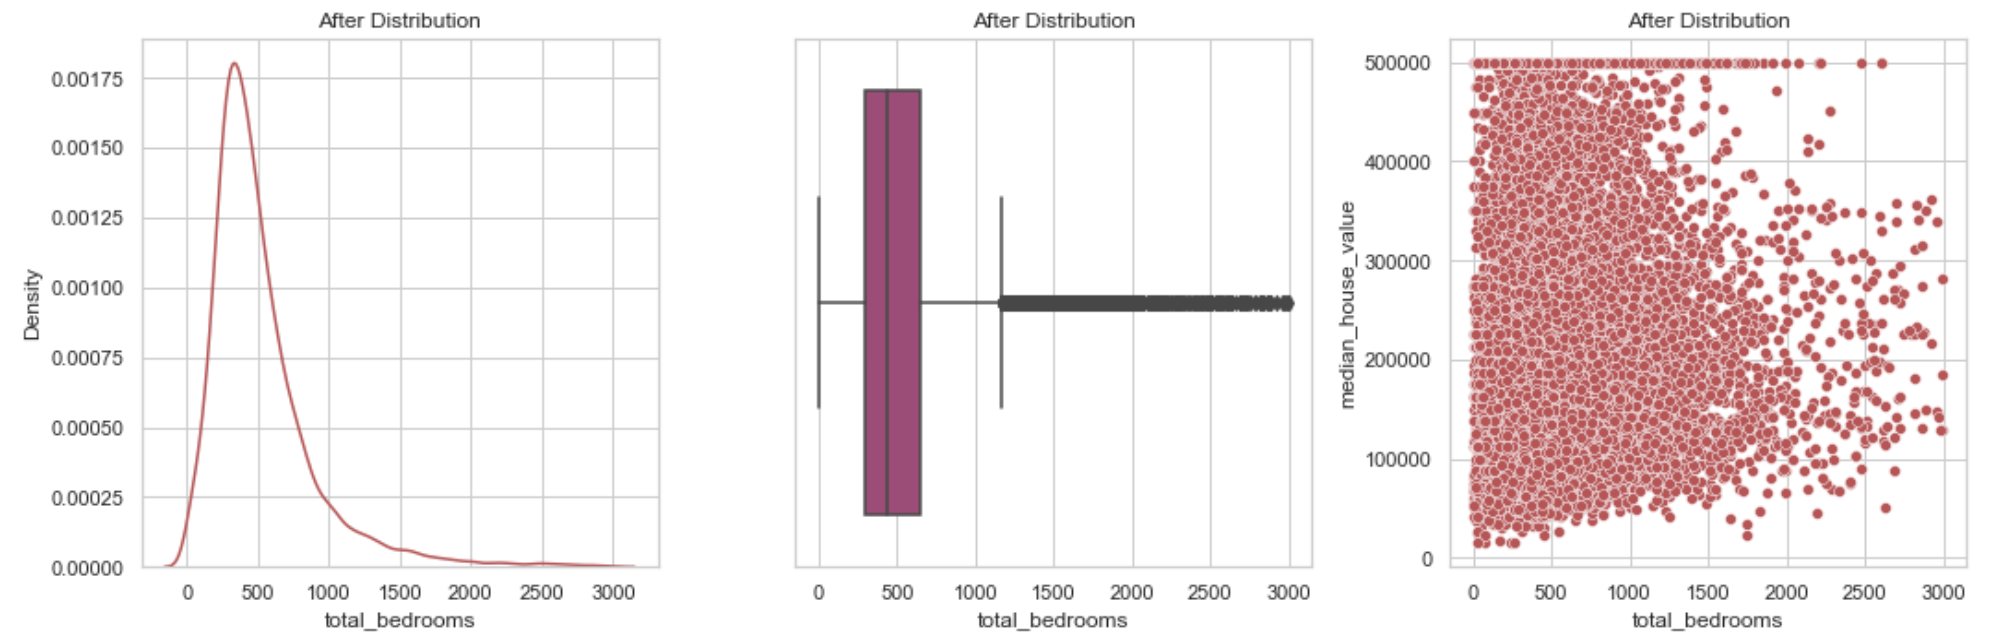 After Distribution
0.00175
0.00150
0.00125
0.00100
0.00075
0.00050
0.00025
0.00000
Density
0 500 1000 1500 2000 2500 3000
total_bedrooms
After Distribution
0 500 1000 1500 2000 2500 3000
total_bedrooms
After Distribution
500000
400000
300000
200000
100000
0
median_house_value
0 500 1000 1500 2000 2500 3000
total_bedrooms